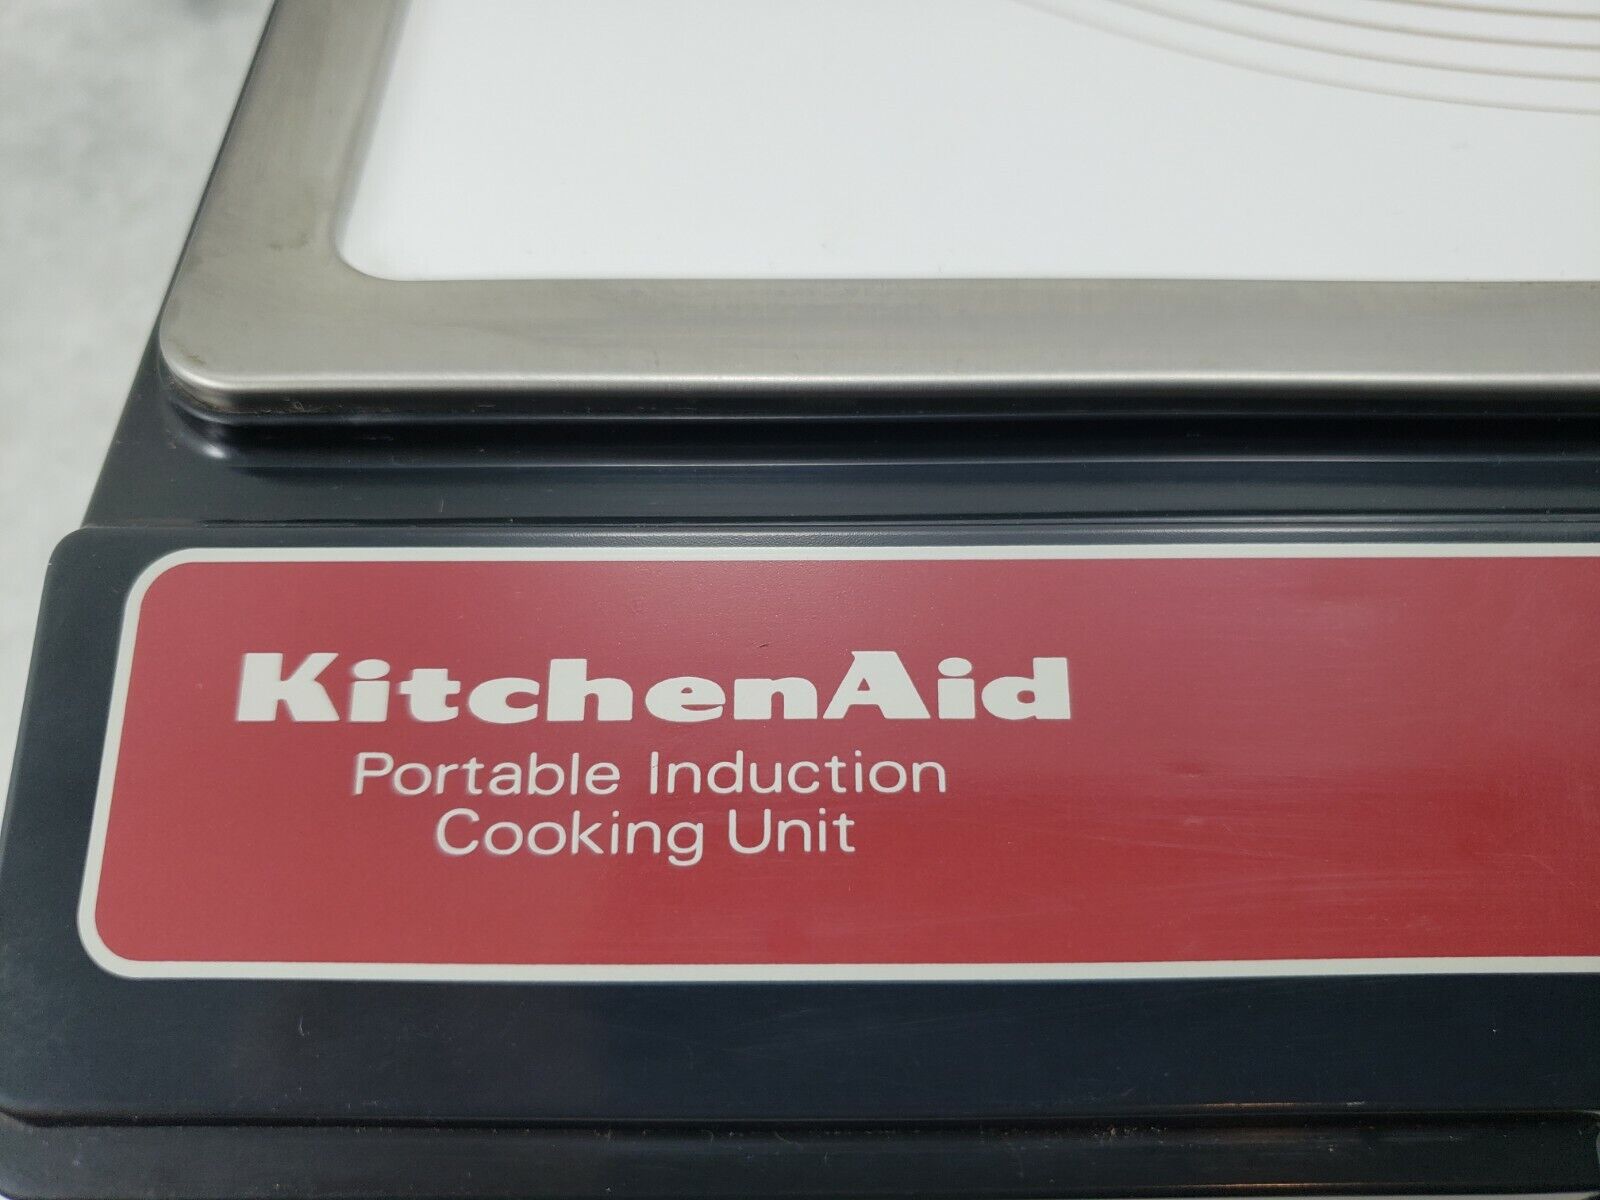 KitchenAid
Portable Induction
Cooking Unit